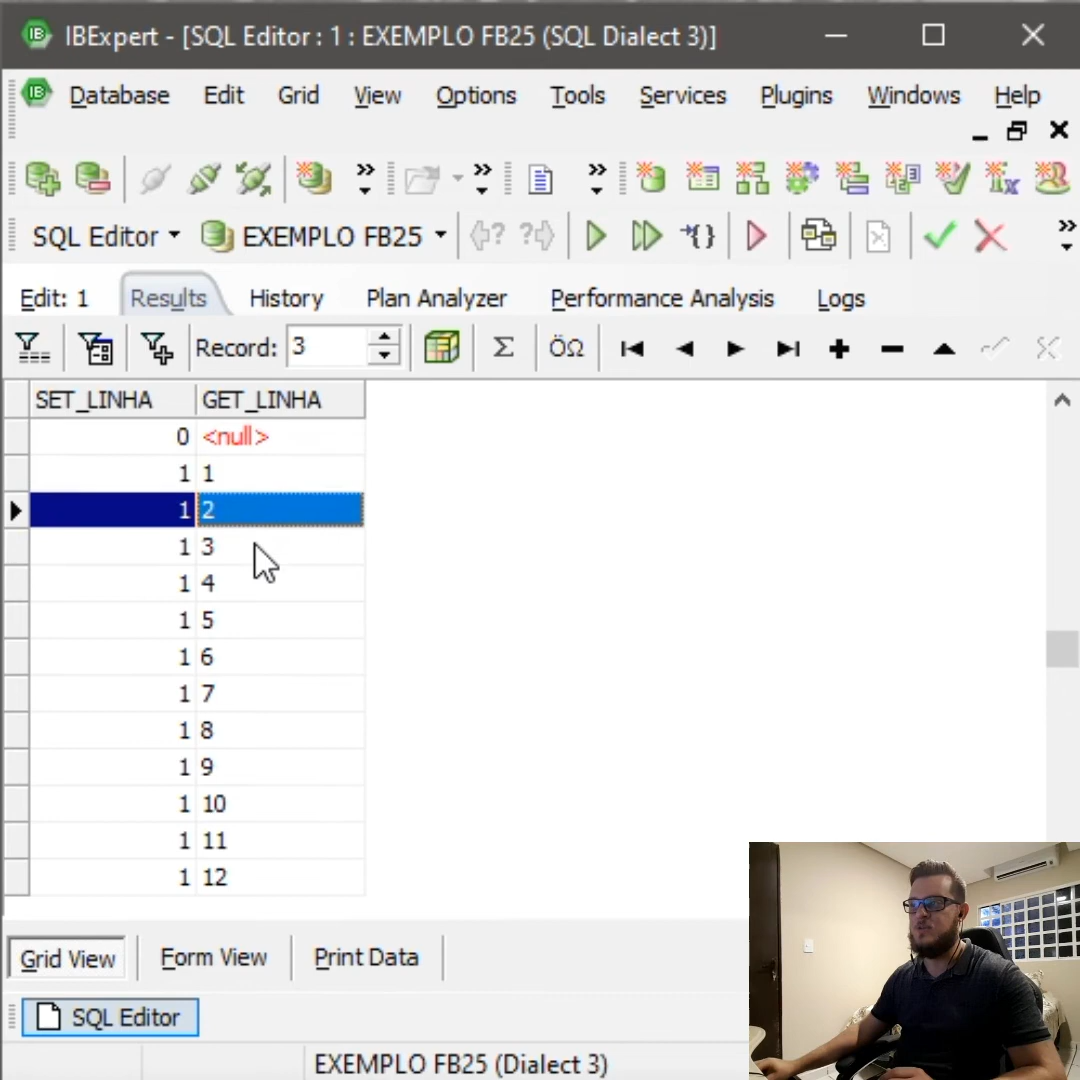 IBExpert - [SQL Editor : 1 : EXEMPLO FB25 (SQL Dialect 3)]
Database Edit Grid View Options Tools Services Plugins Windows Help
SQL Editor EXEMPLO FB25
Edit: 1 Results History Plan Analyzer Performance Analysis Logs
Record: 3 Σ ÖΩ
SET_LINHA GET_LINHA
0 <null>
1 1
1 2
1 3
1 4
1 5
1 6
1 7
1 8
1 9
1 10
1 11
1 12
Grid View Form View Print Data
SQL Editor
EXEMPLO FB25 (Dialect 3)